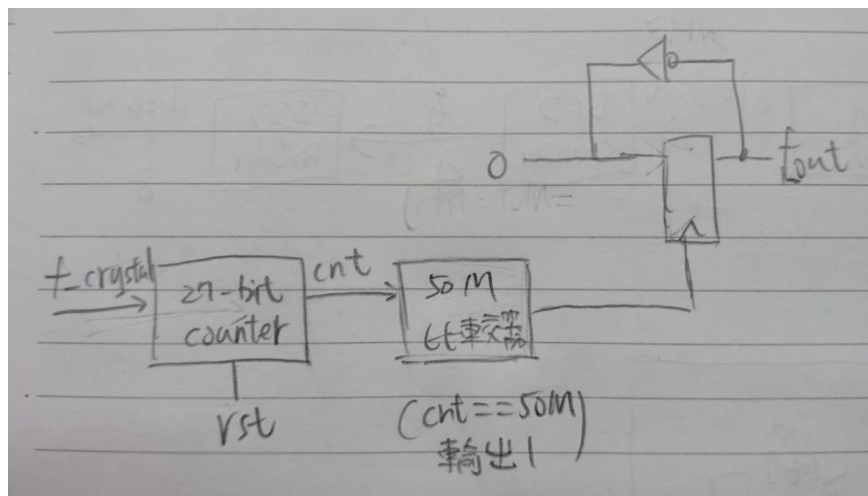 0
fout
f_crystal
27-bit
counter
cnt
50M
比較器
rst
(cnt==50M)
輸出1